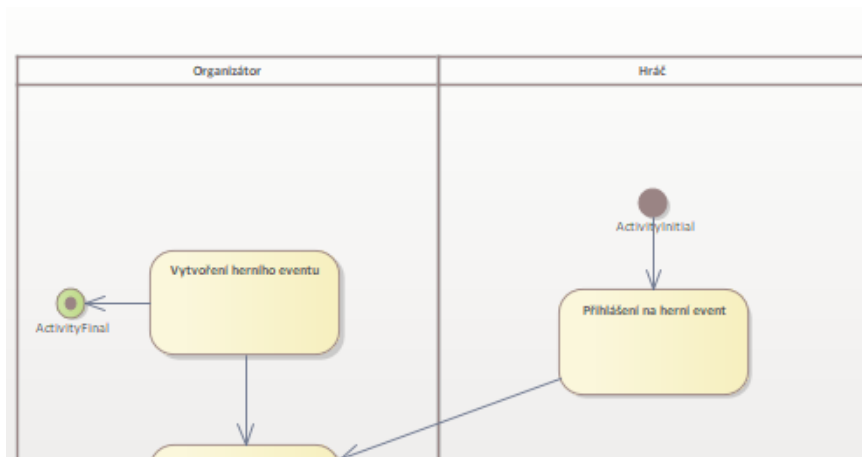 Organizátor
Hráč
ActivityInitial
Vytvoření herního eventu
Přihlášení na herní event
ActivityFinal